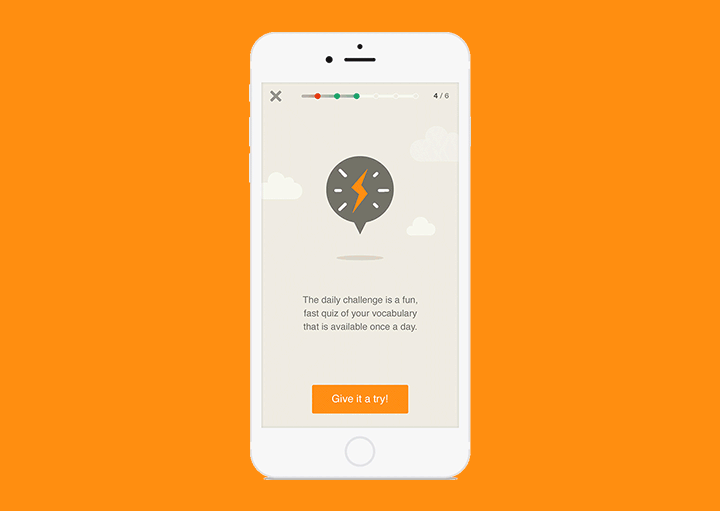 4 / 6
The daily challenge is a fun,
fast quiz of your vocabulary
that is available once a day.
Give it a try!